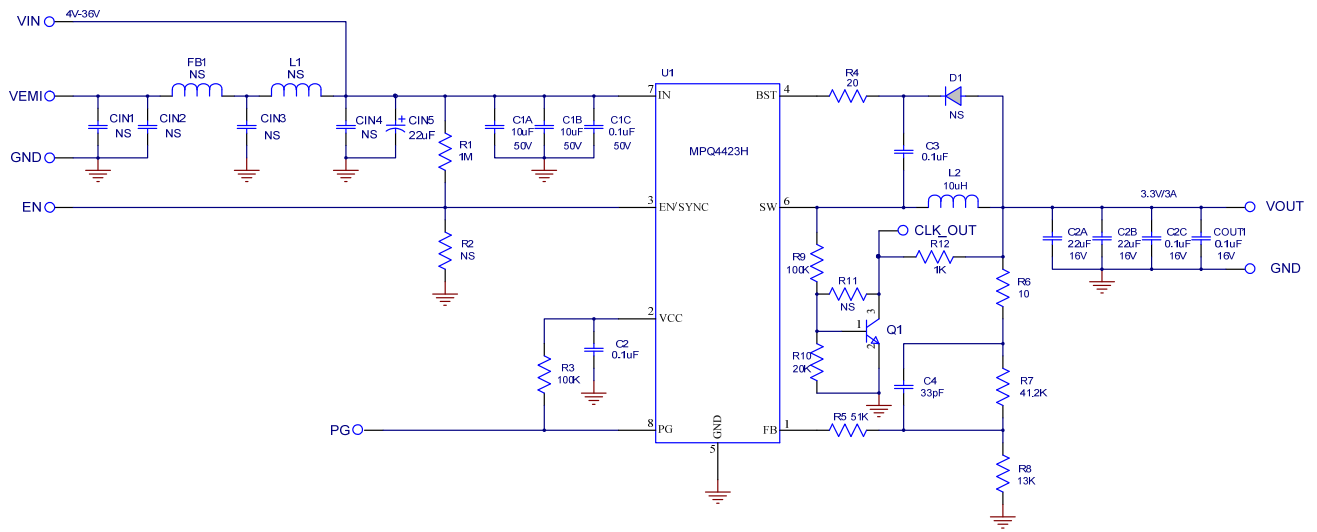 VIN
4V-36V
VEMI
GND
EN
PG
FB1
NS
L1
NS
CIN1
NS
CIN2
NS
CIN3
NS
CIN4
NS
+
CIN5
22uF
R1
1M
R2
NS
C1A
10uF
50V
C1B
10uF
50V
C1C
0.1uF
50V
R3
100K
C2
0.1uF
U1
MPQ4423H
7
IN
3
EN/SYNC
2
VCC
8
PG
BST
4
SW
6
FB
1
GND
5
R4
20
D1
NS
C3
0.1uF
L2
10uH
3.3V/3A
VOUT
GND
CLK_OUT
R9
100K
R11
NS
R12
1K
R10
20K
1
3
2
Q1
C4
33pF
R5 51K
R6
10
R7
41.2K
R8
13K
C2A
22uF
16V
C2B
22uF
16V
C2C
0.1uF
16V
COUT1
0.1uF
16V